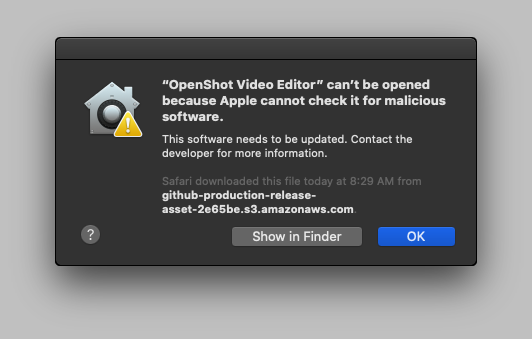 “OpenShot Video Editor” can’t be opened
because Apple cannot check it for malicious
software.
This software needs to be updated. Contact the
developer for more information.
Safari downloaded this file today at 8:29 AM from
github-production-release-
asset-2e65be.s3.amazonaws.com.
?
Show in Finder
OK